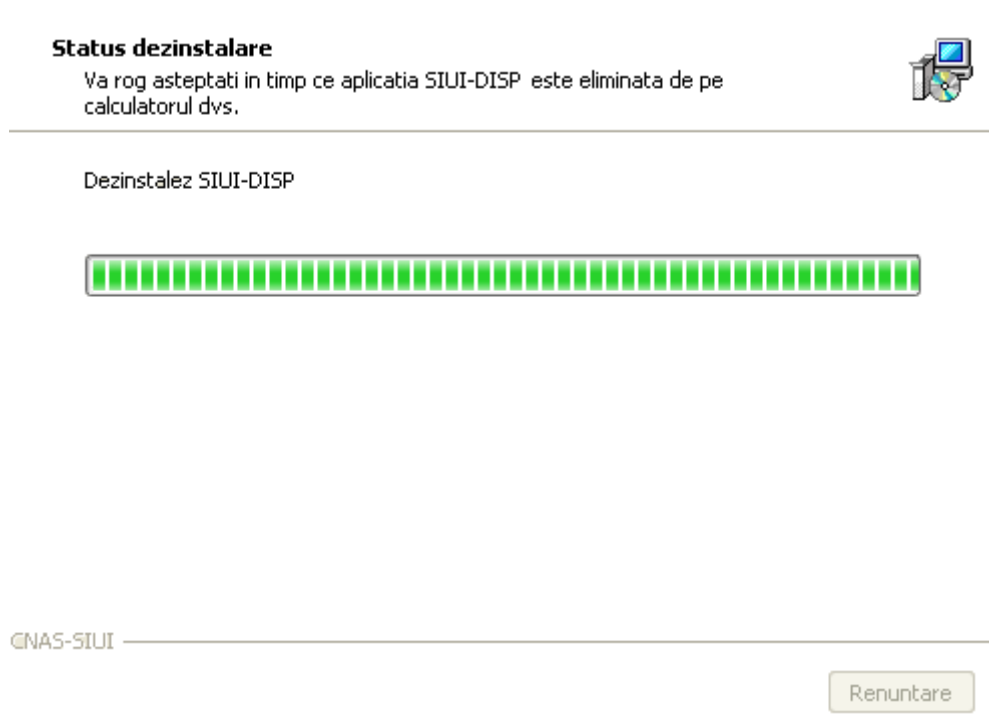 Status dezinstalare
Va rog asteptati in timp ce aplicatia SIUI-DISP este eliminata de pe
calculatorul dvs.
Dezinstalez SIUI-DISP
CNAS-SIUI
Renuntare